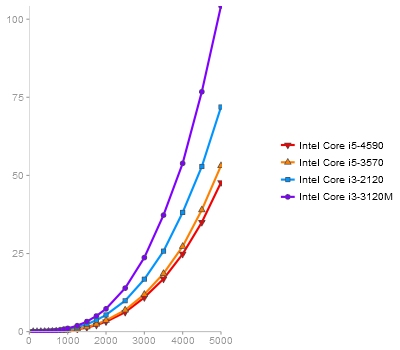 100
75
50
25
0
0 1000 2000 3000 4000 5000
Intel Core i5-4590
Intel Core i5-3570
Intel Core i3-2120
Intel Core i3-3120M